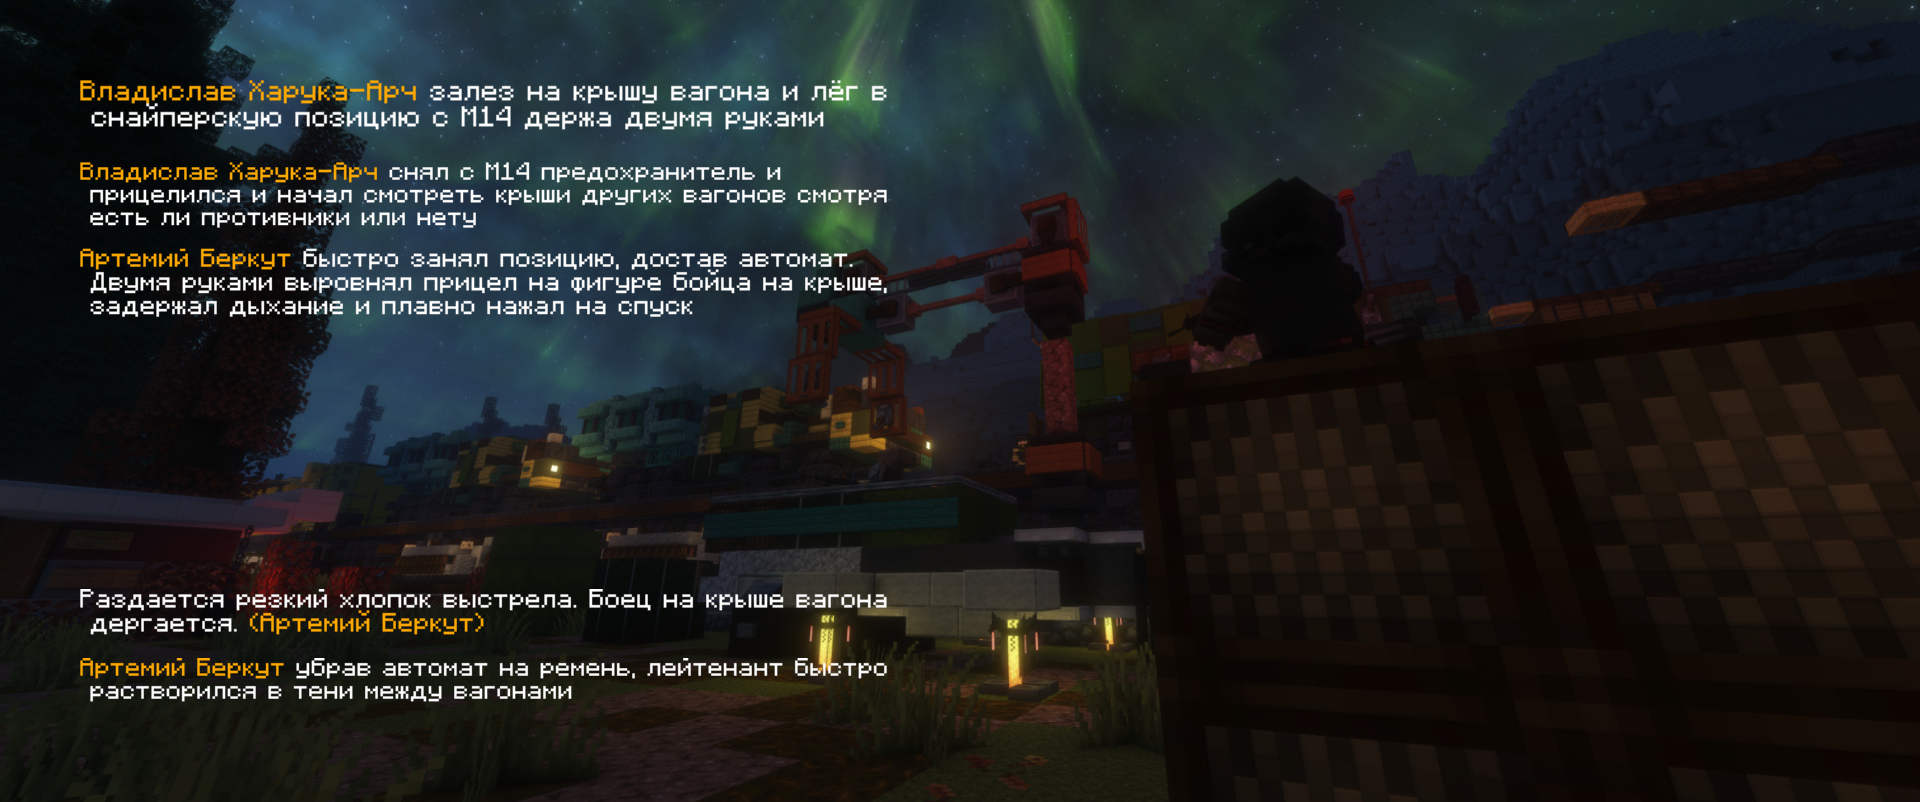 Владислав Харука-Арч залез на крышу вагона и лёг в
снайперскую позицию с М14 держа двумя руками
Владислав Харука-Арч снял с М14 предохранитель и
прицелился и начал смотреть крыши других вагонов смотря
есть ли противники или нету
Артемий Беркут быстро занял позицию, достав автомат.
Двумя руками выровнял прицел на фигуре бойца на крыше,
задержал дыхание и плавно нажал на спуск
Раздается резкий хлопок выстрела. Боец на крыше вагона
дергается. (Артемий Беркут)
Артемий Беркут убрав автомат на ремень, лейтенант быстро
растворился в тени между вагонами